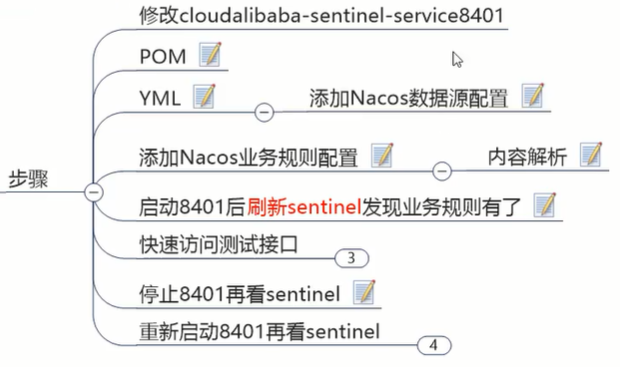 修改cloudalibaba-sentinel-service8401
POM
YML
添加Nacos数据源配置
添加Nacos业务规则配置
内容解析
步骤
启动8401后刷新sentinel发现业务规则有了
快速访问测试接口
3
停止8401再看sentinel
重新启动8401再看sentinel
4